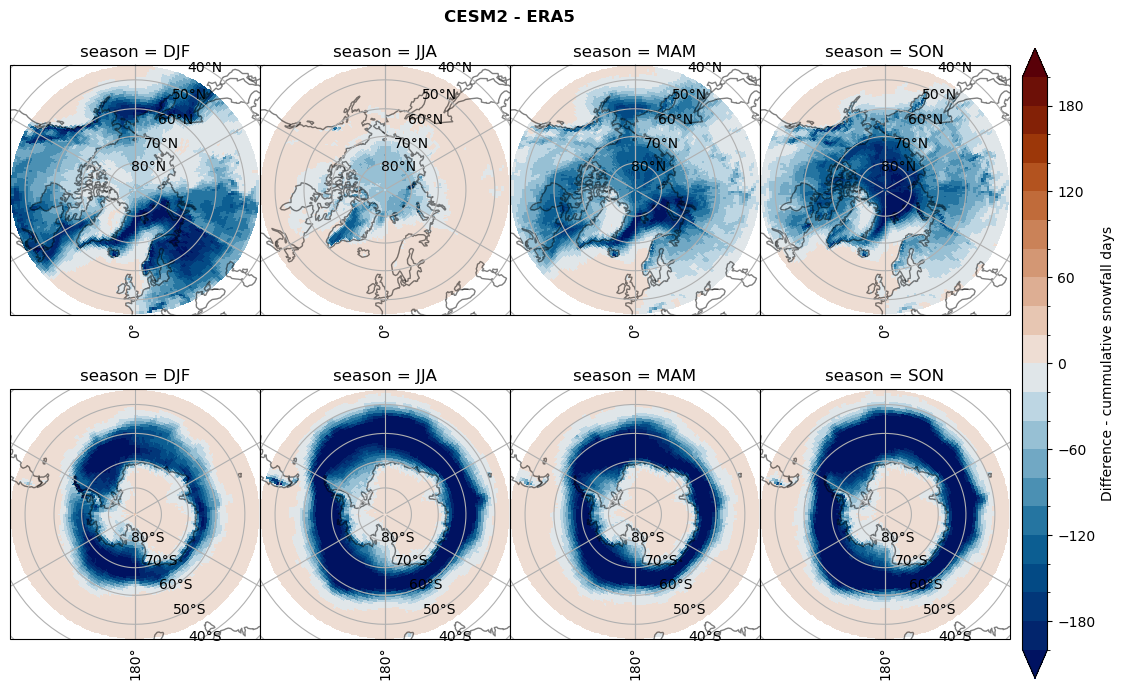 CESM2 - ERA5
season = DJF
season = JJA
season = MAM
season = SON
40°N
50°N
60°N
70°N
80°N
40°N
50°N
60°N
70°N
80°N
40°N
50°N
60°N
70°N
80°N
40°N
50°N
60°N
70°N
80°N
0°
0°
0°
0°
season = DJF
season = JJA
season = MAM
season = SON
80°S
70°S
60°S
50°S
40°S
80°S
70°S
60°S
50°S
40°S
80°S
70°S
60°S
50°S
40°S
80°S
70°S
60°S
50°S
40°S
180°
180°
180°
180°
180
120
60
0
−60
−120
−180
Difference - cummulative snowfall days